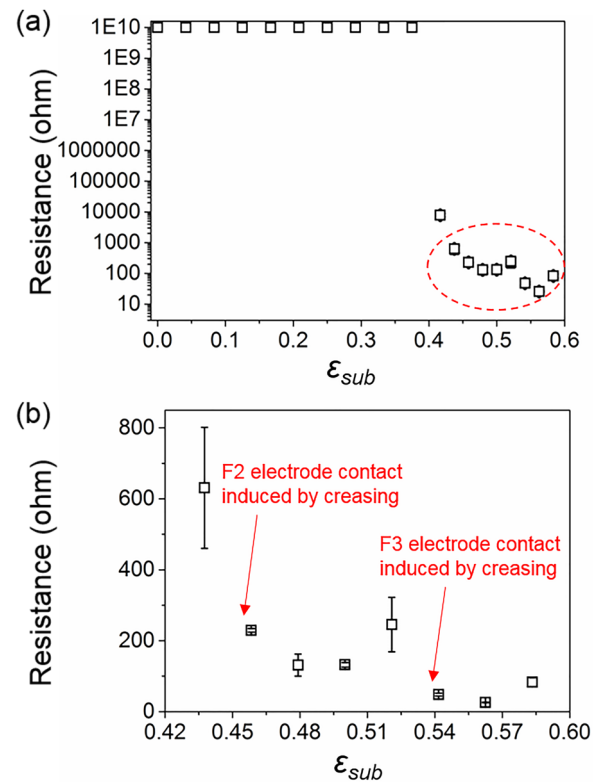 (a)
1E10
1E9
1E8
1E7
1000000
100000
10000
1000
100
10
Resistance (ohm)
0.0 0.1 0.2 0.3 0.4 0.5 0.6
εsub
(b)
800
600
400
200
0
Resistance (ohm)
F2 electrode contact
induced by creasing
F3 electrode contact
induced by creasing
0.42 0.45 0.48 0.51 0.54 0.57 0.60
εsub